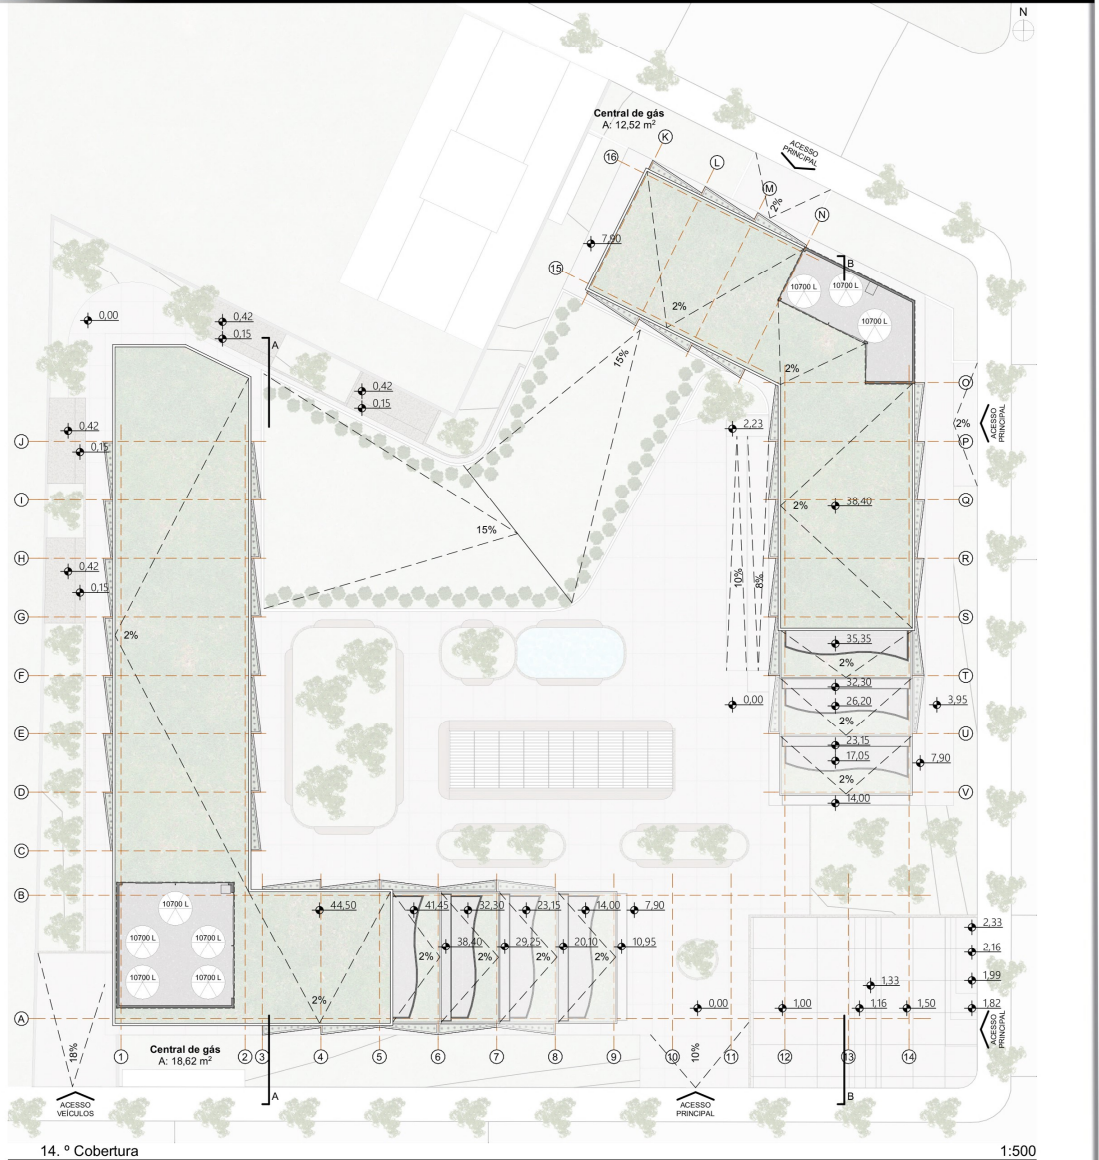 N
Central de gás
A: 12,52 m²
K
16
L
ACESSO
PRINCIPAL
M
2%
N
7,90
15
B
10700 L
10700 L
10700 L
2%
0,00
0,42
0,15
A
15%
2%
O
0,42
0,15
ACESSO
PRINCIPAL
2%
2,23
0,42
0,15
J
P
I
Q
2%
38,40
15%
H
R
0,42
0,15
10%
8%
G
S
2%
35,35
2%
F
T
32,30
26,20
0,00
3,95
2%
E
U
23,15
17,05
7,90
2%
D
V
14,00
C
B
10700 L
44,50
41,45
32,30
23,15
14,00
7,90
2,33
10700 L
10700 L
38,40
29,25
20,10
10,95
2%
2%
2%
2%
2,16
10700 L
10700 L
1,33
1,99
2%
0,00
1,00
1,16
1,50
1,82
A
ACESSO
PRINCIPAL
18%
1
Central de gás
A: 18,62 m²
2
3
4
5
6
7
8
9
10
10%
11
12
13
14
ACESSO
VEÍCULOS
A
ACESSO
PRINCIPAL
B
14. º Cobertura
1:500